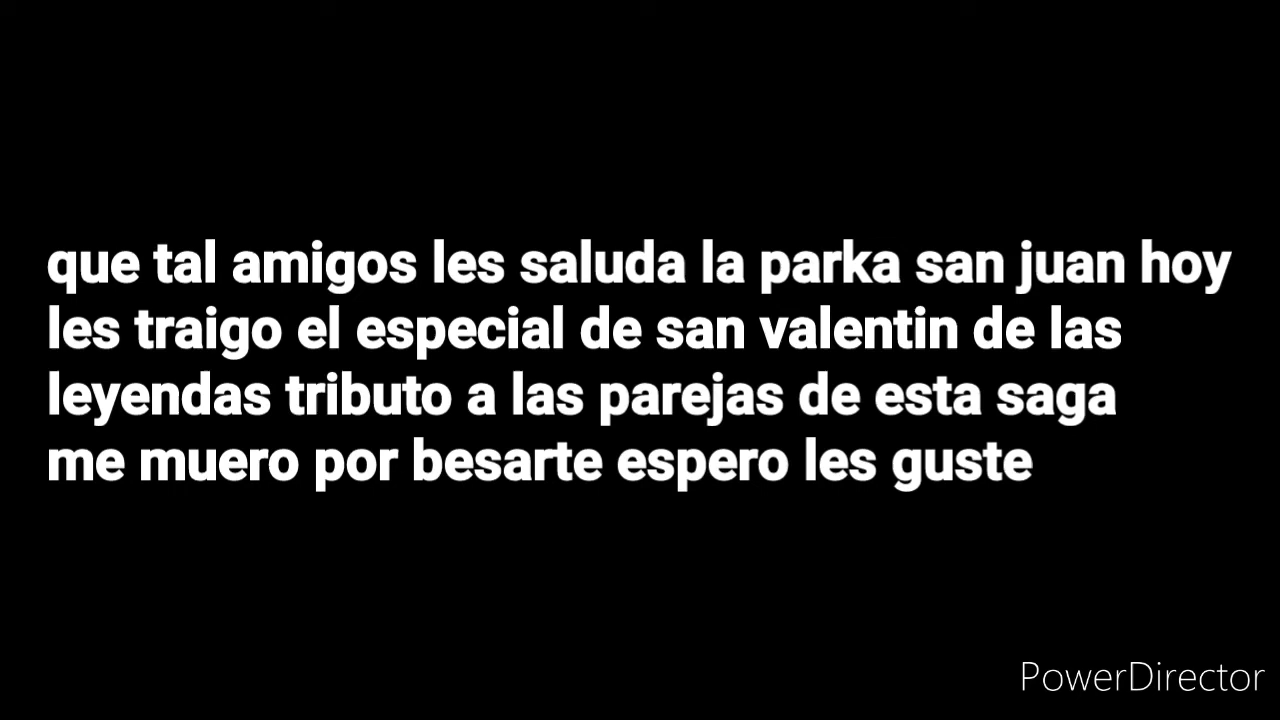 que tal amigos les saluda la parka san juan hoy
les traigo el especial de san valentin de las
leyendas tributo a las parejas de esta saga
me muero por besarte espero les guste
PowerDirector